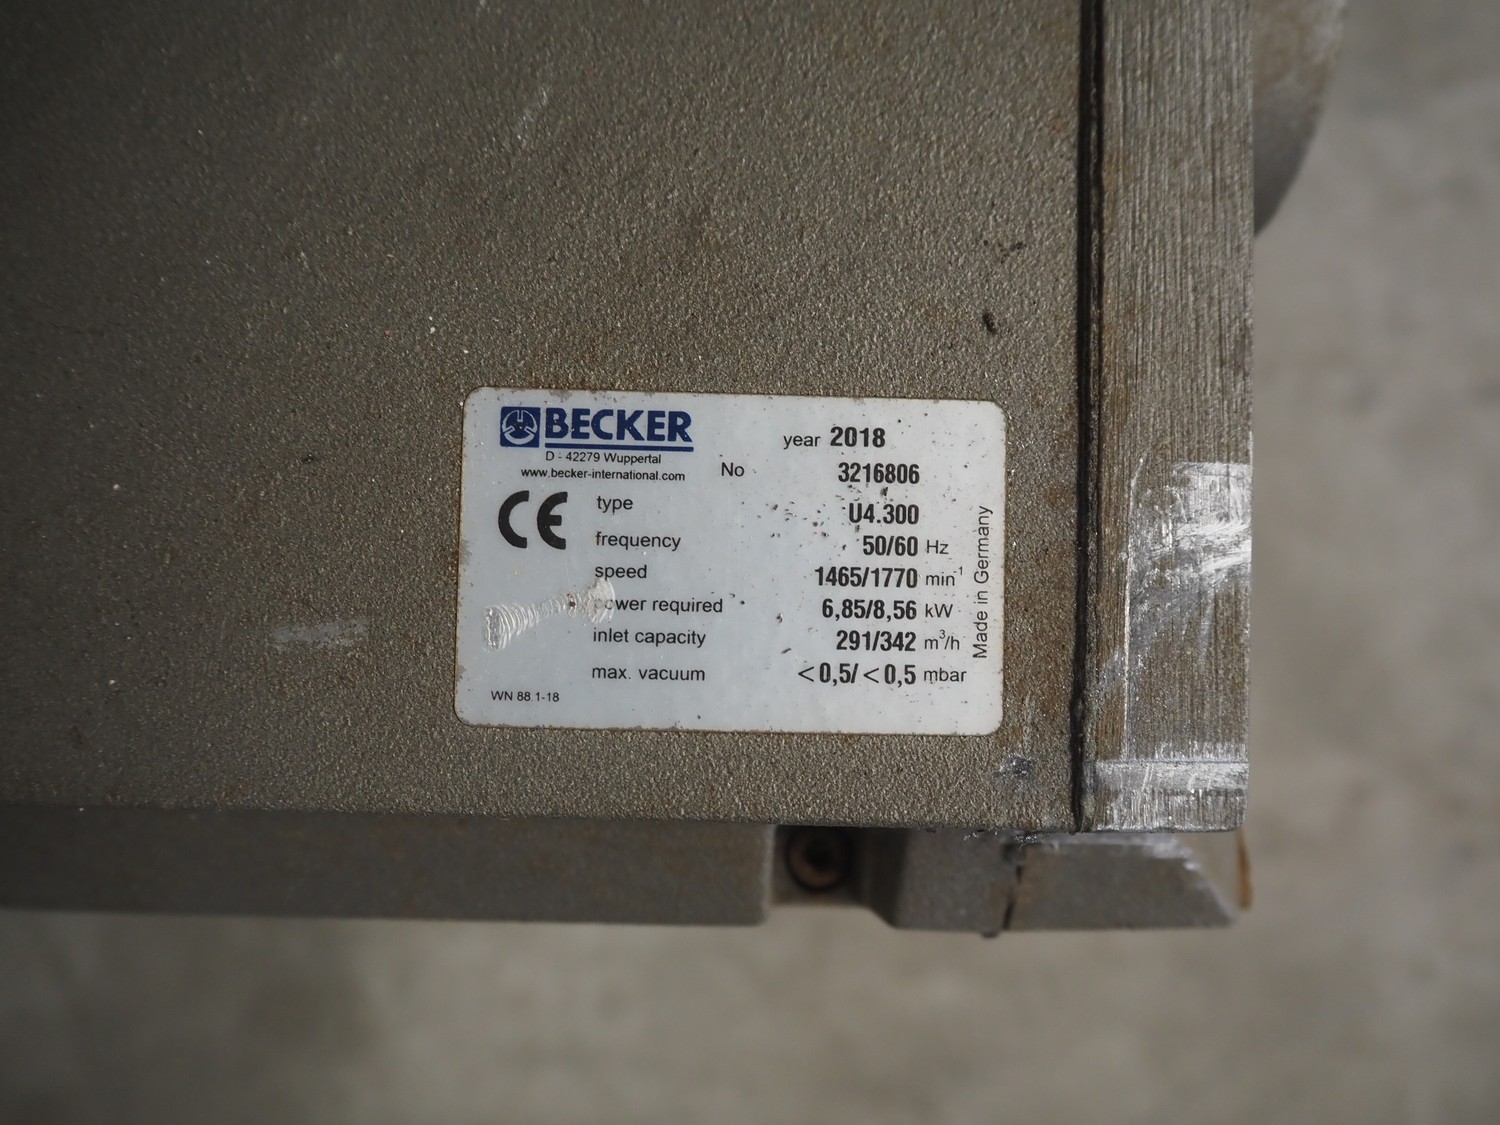 BECKER
D - 42279 Wuppertal
www.becker-international.com
year 2018
No 3216806
CE
type U4.300
frequency 50/60 Hz
speed 1465/1770 min⁻¹
power required 6,85/8,56 kW
inlet capacity 291/342 m³/h
max. vacuum <0,5/<0,5 mbar
WN 88.1-18
Made in Germany